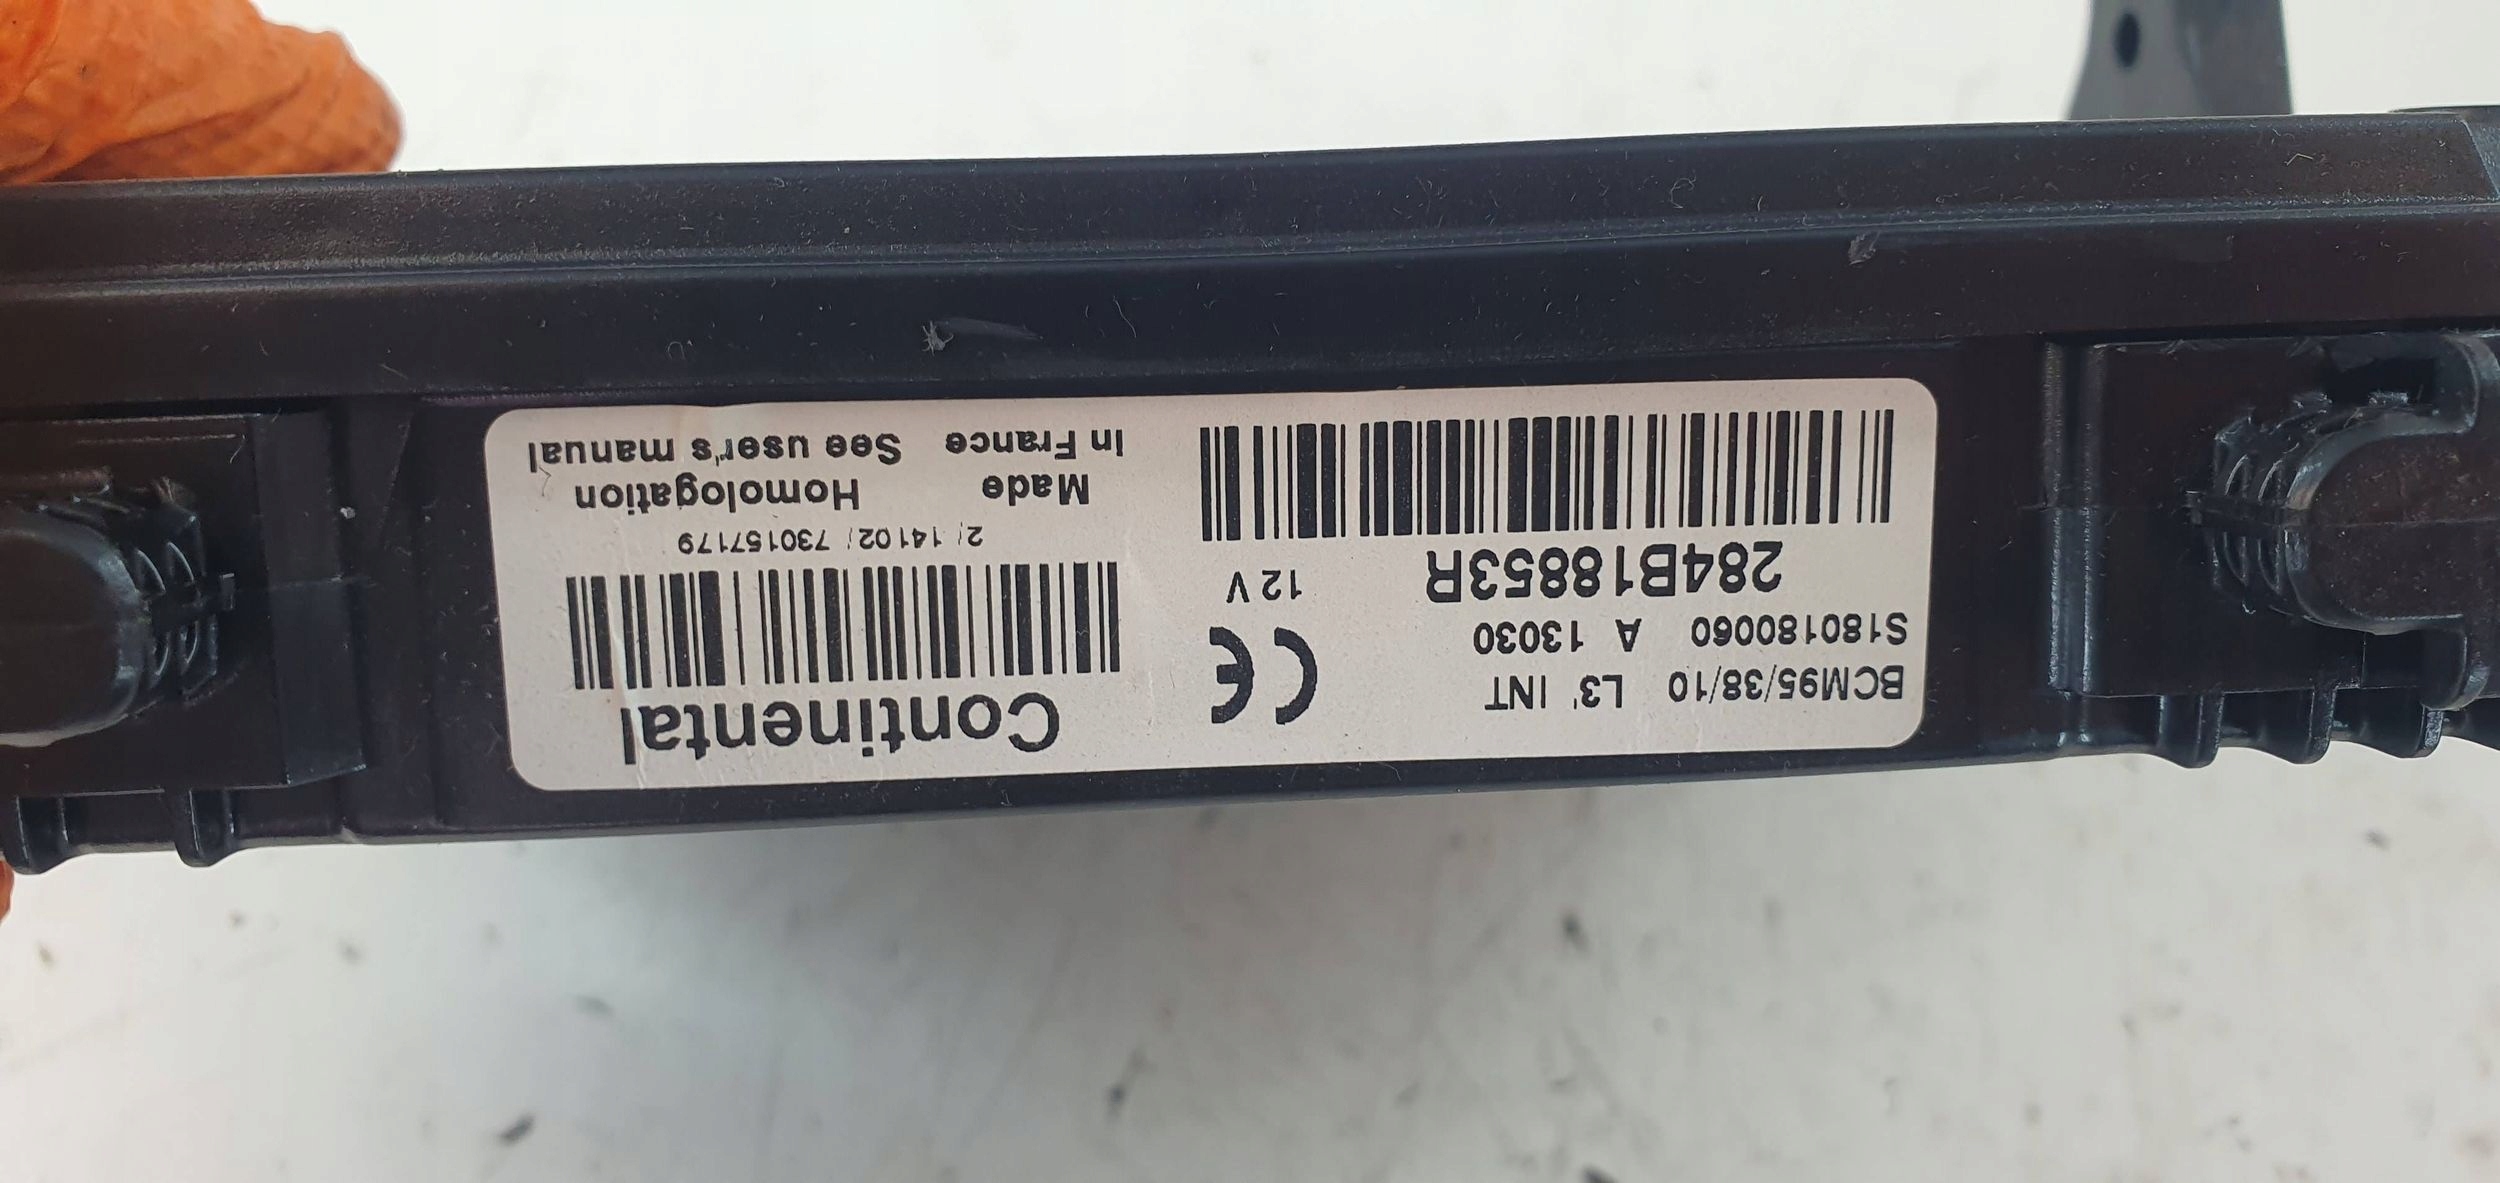 BCM95/38/10 L3' INT
S180180060 A 13030
284B18853R
12V
CE
Continental
2/ 14102/ 730157179
Made
In France
Homologation
See user's manual